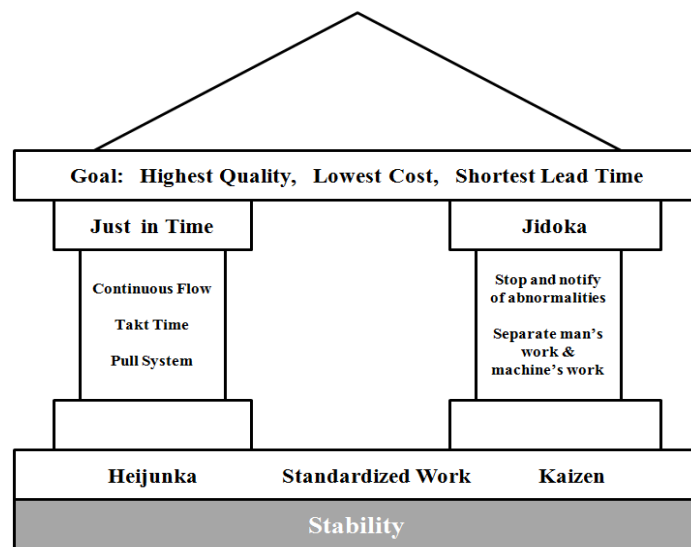 Goal: Highest Quality, Lowest Cost, Shortest Lead Time
Just in Time
Jidoka
Continuous Flow
Takt Time
Pull System
Stop and notify
of abnormalities
Separate man's
work &
machine's work
Heijunka Standardized Work Kaizen
Stability